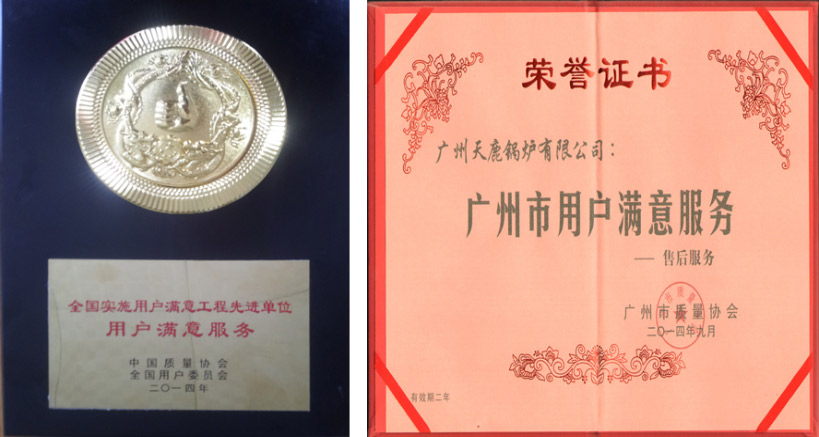 全国实施用户满意工程先进单位
用户满意服务
中国质量协会
全国用户委员会
二〇一四年
荣誉证书
广州天鹿锅炉有限公司：
广州市用户满意服务
—— 售后服务
广州市质量协会
二〇一四年九月
有效期二年